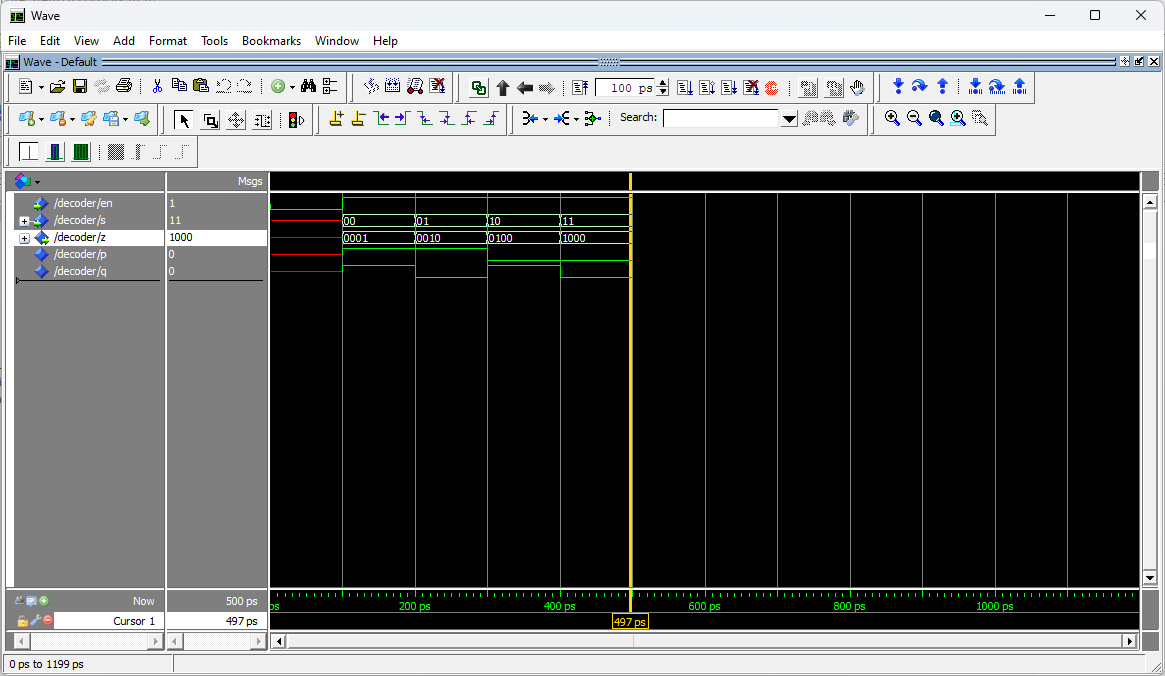 Wave
File Edit View Add Format Tools Bookmarks Window Help
Wave - Default
100 ps
Search:
Msgs
/decoder/en 1
/decoder/s 11 00 01 10 11
/decoder/z 1000 0001 0010 0100 1000
/decoder/p 0
/decoder/q 0
Now 500 ps ps 200 ps 400 ps 600 ps 800 ps 1000 ps
Cursor 1 497 ps 497 ps
0 ps to 1199 ps